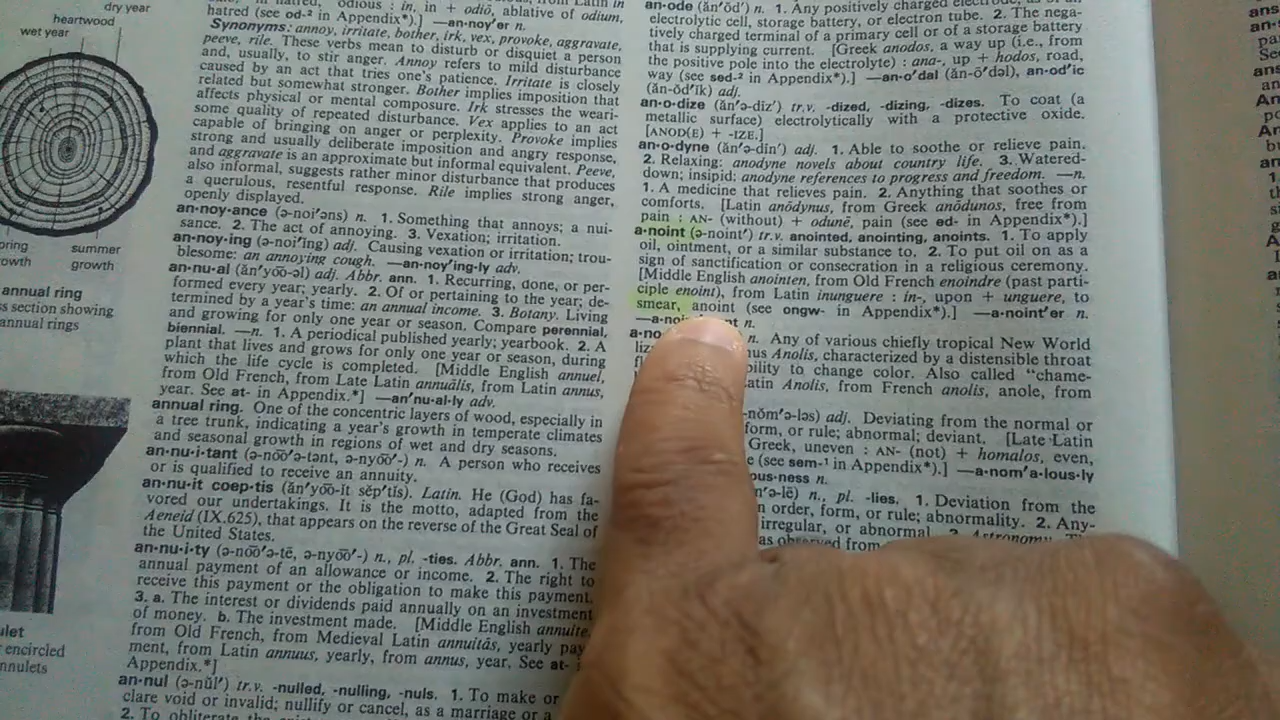 dry year
heartwood
wet year
summer
growth
annual ring
section showing
annual rings
encircled
hatred (see od-² in Appendix*).] —an·noy′er n.
Synonyms: annoy, irritate, bother, irk, vex, provoke, aggravate,
peeve, rile. These verbs mean to disturb or disquiet a person
and, usually, to stir anger. Annoy refers to mild disturbance
caused by an act that tries one's patience. Irritate is closely
related but somewhat stronger. Bother implies imposition that
affects physical or mental composure. Irk stresses the weari-
some quality of repeated disturbance. Vex applies to an act
capable of bringing on anger or perplexity. Provoke implies
strong and usually deliberate imposition and angry response,
and aggravate is an approximate but informal equivalent. Peeve,
also informal, suggests rather minor disturbance that produces
a querulous, resentful response. Rile implies strong anger,
openly displayed.
an·noy·ance (ə-noi′əns) n. 1. Something that annoys; a nui-
sance. 2. The act of annoying. 3. Vexation; irritation.
an·noy·ing (ə-noi′ing) adj. Causing vexation or irritation; trou-
blesome: an annoying cough. —an·noy′ing·ly adv.
an·nu·al (ăn′yo͞o-əl) adj. Abbr. ann. 1. Recurring, done, or per-
formed every year; yearly. 2. Of or pertaining to the year; de-
termined by a year's time: an annual income. 3. Botany. Living
and growing for only one year or season. Compare perennial,
biennial. —n. 1. A periodical published yearly; yearbook. 2. A
plant that lives and grows for only one year or season, during
which the life cycle is completed. [Middle English annuel,
from Old French, from Late Latin annuālis, from Latin annus,
year. See at- in Appendix.*] —an′nu·al·ly adv.
annual ring. One of the concentric layers of wood, especially in
a tree trunk, indicating a year's growth in temperate climates
and seasonal growth in regions of wet and dry seasons.
an·nu·i·tant (ə-no͞o′ə-tənt, ə-nyo͞o′-) n. A person who receives
or is qualified to receive an annuity.
an·nu·it coep·tis (ăn′yo͞o-ĭt sĕp′tĭs). Latin. He (God) has fa-
vored our undertakings. It is the motto, adapted from the
Aeneid (IX.625), that appears on the reverse of the Great Seal of
the United States.
an·nu·i·ty (ə-no͞o′ə-tē, ə-nyo͞o′-) n., pl. -ties. Abbr. ann. 1. The
annual payment of an allowance or income. 2. The right to
receive this payment or the obligation to make this payment.
3. a. The interest or dividends paid annually on an investment
of money. b. The investment made. [Middle English annuite,
from Old French, from Medieval Latin annuitās, yearly pay
ment, from Latin annuus, yearly, from annus, year. See at-
Appendix.*]
an·nul (ə-nŭl′) tr.v. -nulled, -nulling, -nuls. 1. To make or
clare void or invalid; nullify or cancel, as a marriage or a
2. To obliterate the
an·ode (ăn′ōd′) n. 1. Any positively charged electrode, as of an
electrolytic cell, storage battery, or electron tube. 2. The nega-
tively charged terminal of a primary cell or of a storage battery
that is supplying current. [Greek anodos, a way up (i.e., from
the positive pole into the electrolyte) : ana-, up + hodos, road,
way (see sed-² in Appendix*).] —an·o′dal (ăn-ō′dəl), an·od′ic
(ăn-ŏd′ĭk) adj.
an·o·dize (ăn′ə-dīz′) tr.v. -dized, -dizing, -dizes. To coat (a
metallic surface) electrolytically with a protective oxide.
[ANOD(E) + -IZE.]
an·o·dyne (ăn′ə-dīn′) adj. 1. Able to soothe or relieve pain.
2. Relaxing: anodyne novels about country life. 3. Watered-
down; insipid: anodyne references to progress and freedom. —n.
1. A medicine that relieves pain. 2. Anything that soothes or
comforts. [Latin anōdynus, from Greek anōdunos, free from
pain : AN- (without) + odunē, pain (see ed- in Appendix*).]
a·noint (ə-noint′) tr.v. anointed, anointing, anoints. 1. To apply
oil, ointment, or a similar substance to. 2. To put oil on as a
sign of sanctification or consecration in a religious ceremony.
[Middle English anointen, from Old French enoindre (past parti-
ciple enoint), from Latin inunguere : in-, upon + unguere, to
smear, anoint (see ongw- in Appendix*).] —a·noint′er n.
n.
n. Any of various chiefly tropical New World
Anolis, characterized by a distensible throat
to change color. Also called "chame-
Latin Anolis, from French anolis, anole, from
-nŏm′ə-ləs) adj. Deviating from the normal or
form, or rule; abnormal; deviant. [Late Latin
Greek, uneven : AN- (not) + homalos, even,
(see sem-¹ in Appendix*).] —a·nom′a·lous·ly
n.
n., pl. -lies. 1. Deviation from the
order, form, or rule; abnormality. 2. Any-
irregular, or abnormal. 3. Astronomy.
as observed from